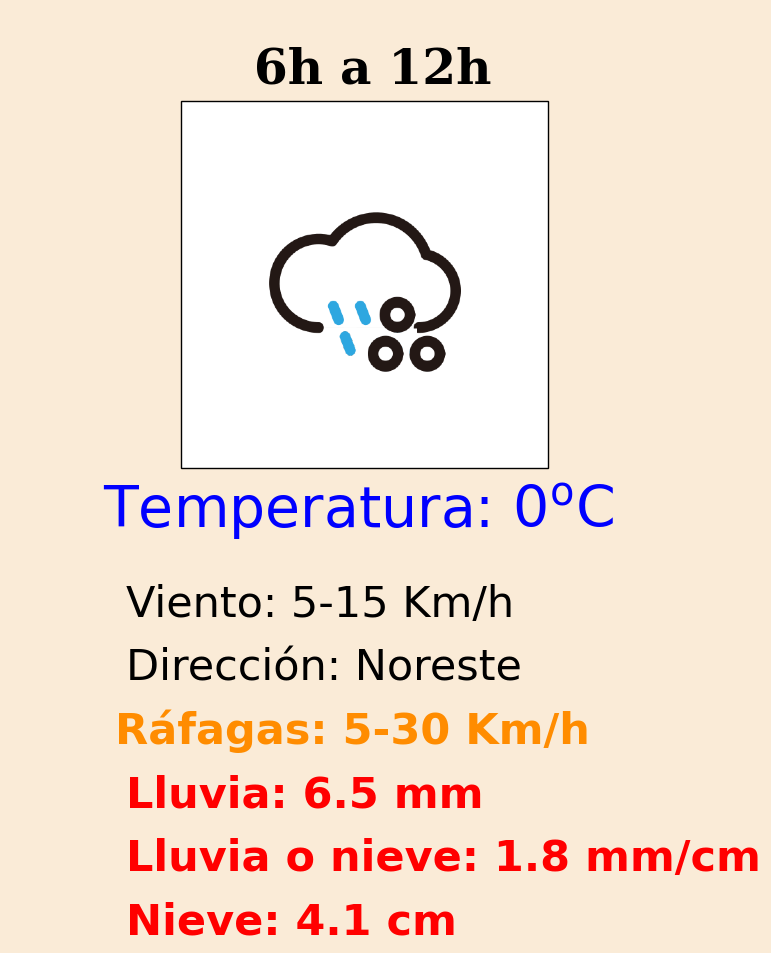 6h a 12h
Temperatura: 0ºC
Viento: 5-15 Km/h
Dirección: Noreste
Ráfagas: 5-30 Km/h
Lluvia: 6.5 mm
Lluvia o nieve: 1.8 mm/cm
Nieve: 4.1 cm